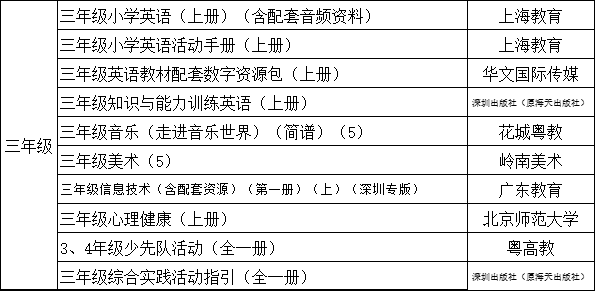 三年级
三年级小学英语（上册）（含配套音频资料） 上海教育
三年级小学英语活动手册（上册） 上海教育
三年级英语教材配套数字资源包（上册） 华文国际传媒
三年级知识与能力训练英语（上册） 深圳出版社（原海天出版社）
三年级音乐（走进音乐世界）（简谱）（5） 花城粤教
三年级美术（5） 岭南美术
三年级信息技术（含配套资源）（第一册）（上）（深圳专版） 广东教育
三年级心理健康（上册） 北京师范大学
3、4年级少先队活动（全一册） 粤高教
三年级综合实践活动指引（全一册） 深圳出版社（原海天出版社）